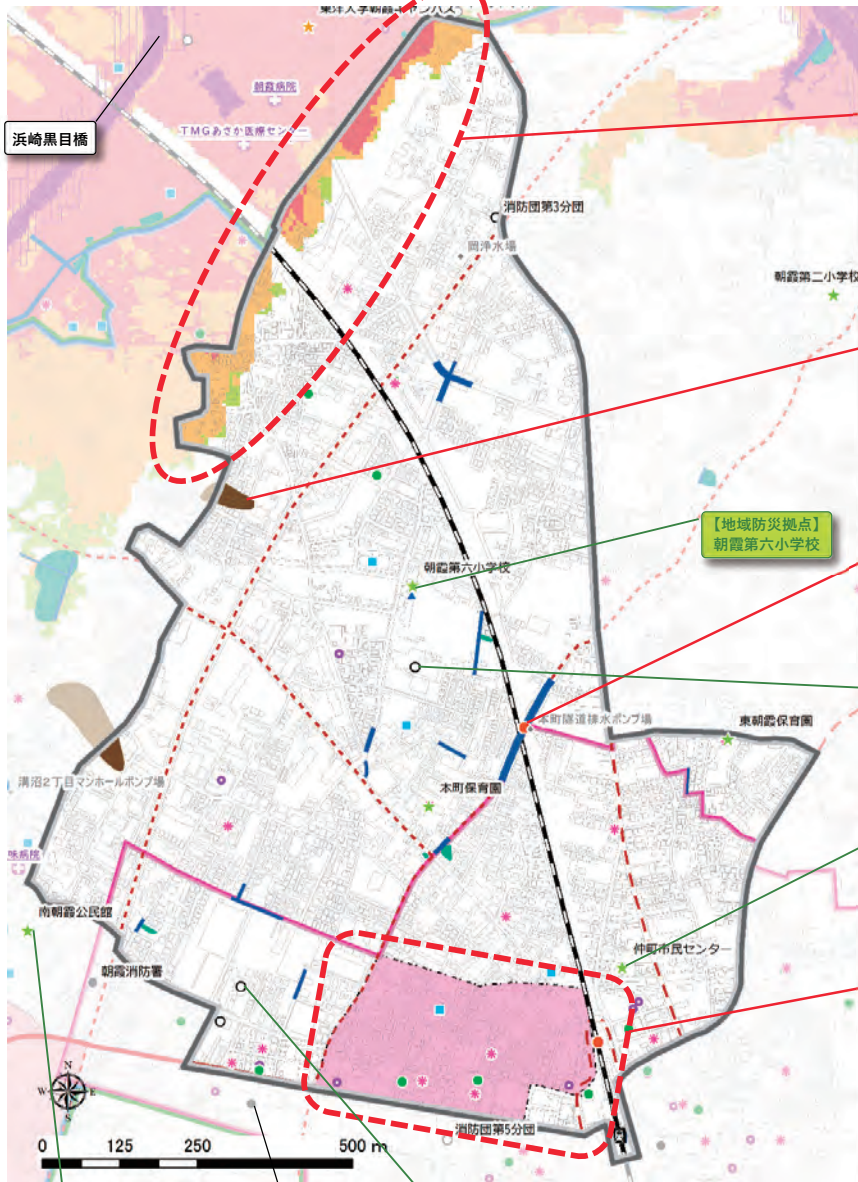 東洋大学朝霞キャンパス
朝霞病院
浜崎黒目橋
TMGあさか医療センター
消防団第3分団
岡浄水場
朝霞第二小学校
【地域防災拠点】
朝霞第六小学校
朝霞第六小学校
本町隧道排水ポンプ場
東朝霞保育園
溝沼2丁目マンホールポンプ場
本町保育園
味病院
南朝霞公民館
仲町市民センター
朝霞消防署
N
W
E
S
消防団第5分団
0 125 250 500 m